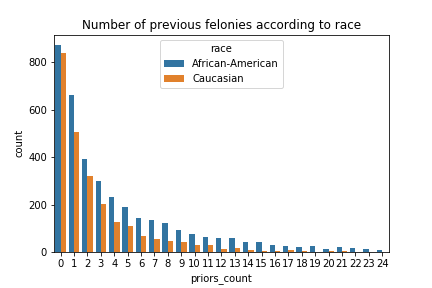 Number of previous felonies according to race
race
African-American
Caucasian
count
800
600
400
200
0
0 1 2 3 4 5 6 7 8 9 10 11 12 13 14 15 16 17 18 19 20 21 22 23 24
priors_count